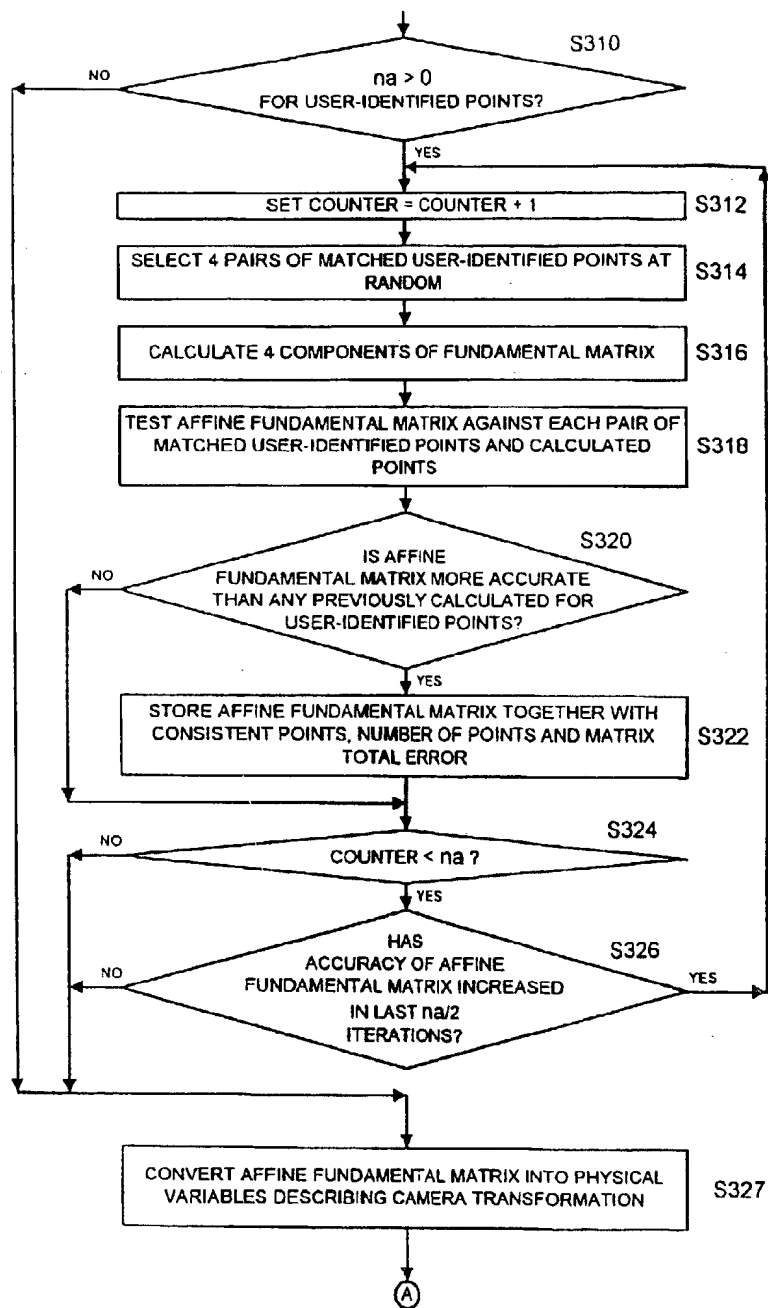 S310
NO
na > 0
FOR USER-IDENTIFIED POINTS?
YES
SET COUNTER = COUNTER + 1
S312
SELECT 4 PAIRS OF MATCHED USER-IDENTIFIED POINTS AT
RANDOM
S314
CALCULATE 4 COMPONENTS OF FUNDAMENTAL MATRIX
S316
TEST AFFINE FUNDAMENTAL MATRIX AGAINST EACH PAIR OF
MATCHED USER-IDENTIFIED POINTS AND CALCULATED
POINTS
S318
S320
NO
IS AFFINE
FUNDAMENTAL MATRIX MORE ACCURATE
THAN ANY PREVIOUSLY CALCULATED FOR
USER-IDENTIFIED POINTS?
YES
STORE AFFINE FUNDAMENTAL MATRIX TOGETHER WITH
CONSISTENT POINTS, NUMBER OF POINTS AND MATRIX
TOTAL ERROR
S322
S324
NO
COUNTER < na ?
YES
S326
HAS
ACCURACY OF AFFINE
FUNDAMENTAL MATRIX INCREASED
IN LAST na/2
ITERATIONS?
NO
YES
CONVERT AFFINE FUNDAMENTAL MATRIX INTO PHYSICAL
VARIABLES DESCRIBING CAMERA TRANSFORMATION
S327
A